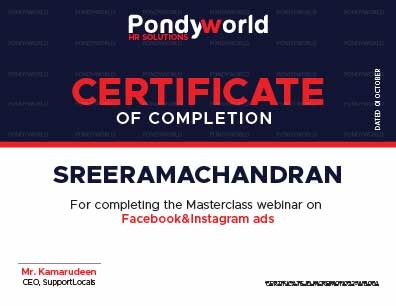 Pondyworld
HR SOLUTIONS
CERTIFICATE
OF COMPLETION
DATED 01 OCTOBER
SREERAMACHANDRAN
For completing the Masterclass webinar on
Facebook&Instagram ads
Mr. Kamarudeen
CEO, SupportLocals